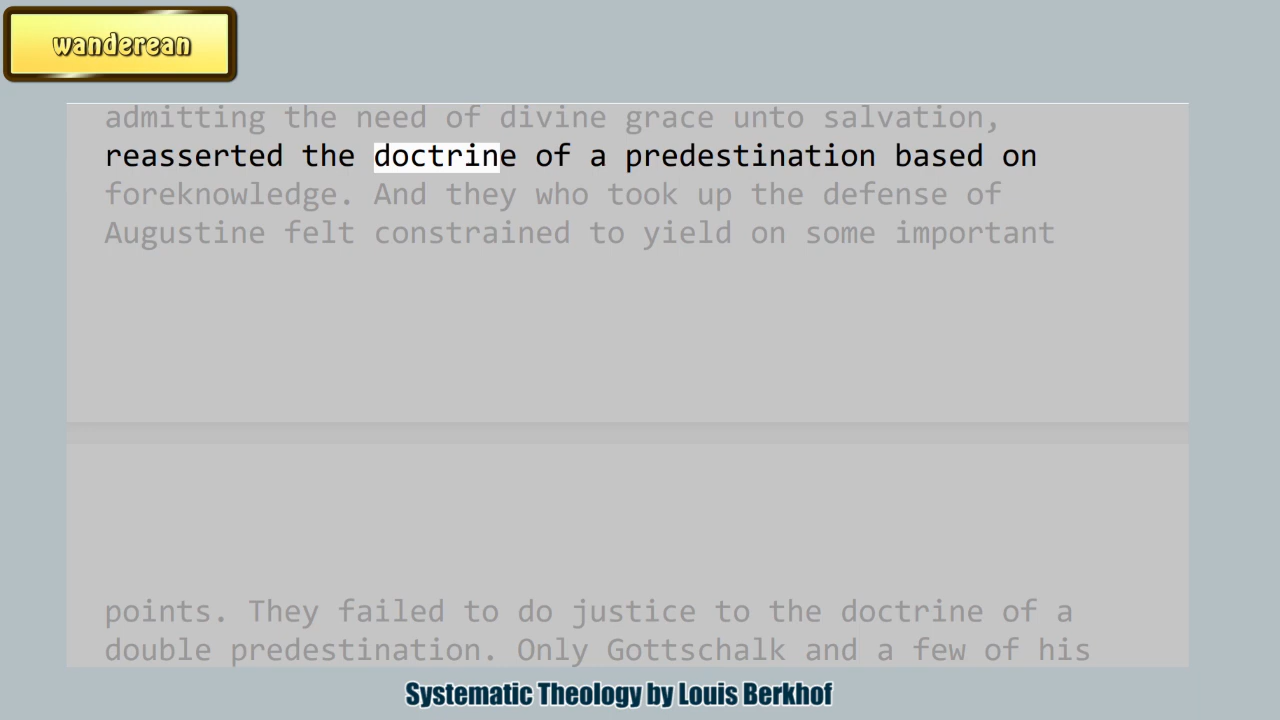 wanderean
admitting the need of divine grace unto salvation,
reasserted the doctrine of a predestination based on
foreknowledge. And they who took up the defense of
Augustine felt constrained to yield on some important
points. They failed to do justice to the doctrine of a
double predestination. Only Gottschalk and a few of his
Systematic Theology by Louis Berkhof